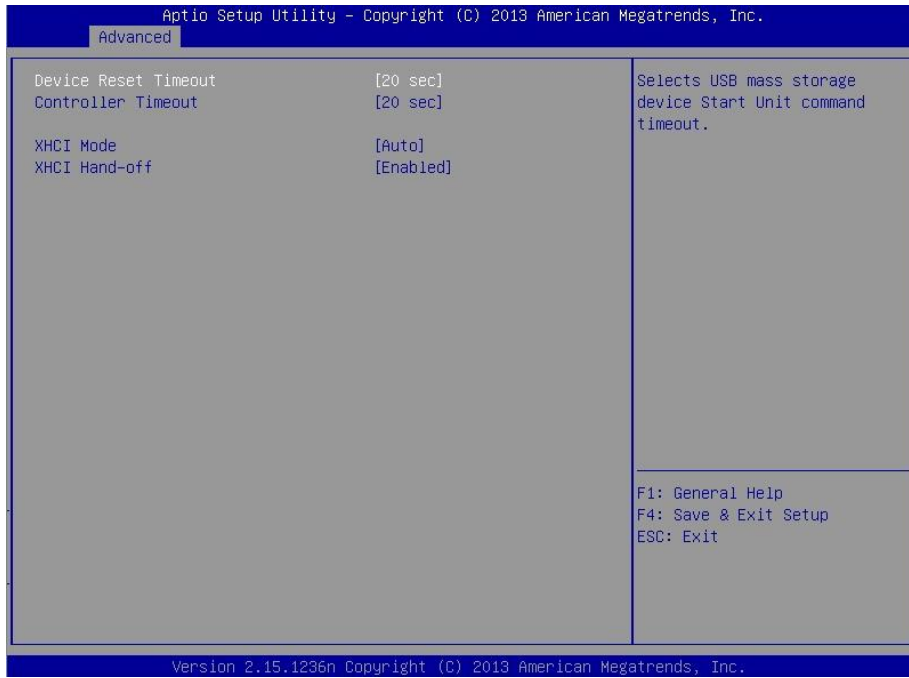 Aptio Setup Utility – Copyright (C) 2013 American Megatrends, Inc.
Advanced
Device Reset Timeout [20 sec]
Controller Timeout [20 sec]
XHCI Mode [Auto]
XHCI Hand-off [Enabled]
Selects USB mass storage
device Start Unit command
timeout.
F1: General Help
F4: Save & Exit Setup
ESC: Exit
Version 2.15.1236n Copyright (C) 2013 American Megatrends, Inc.